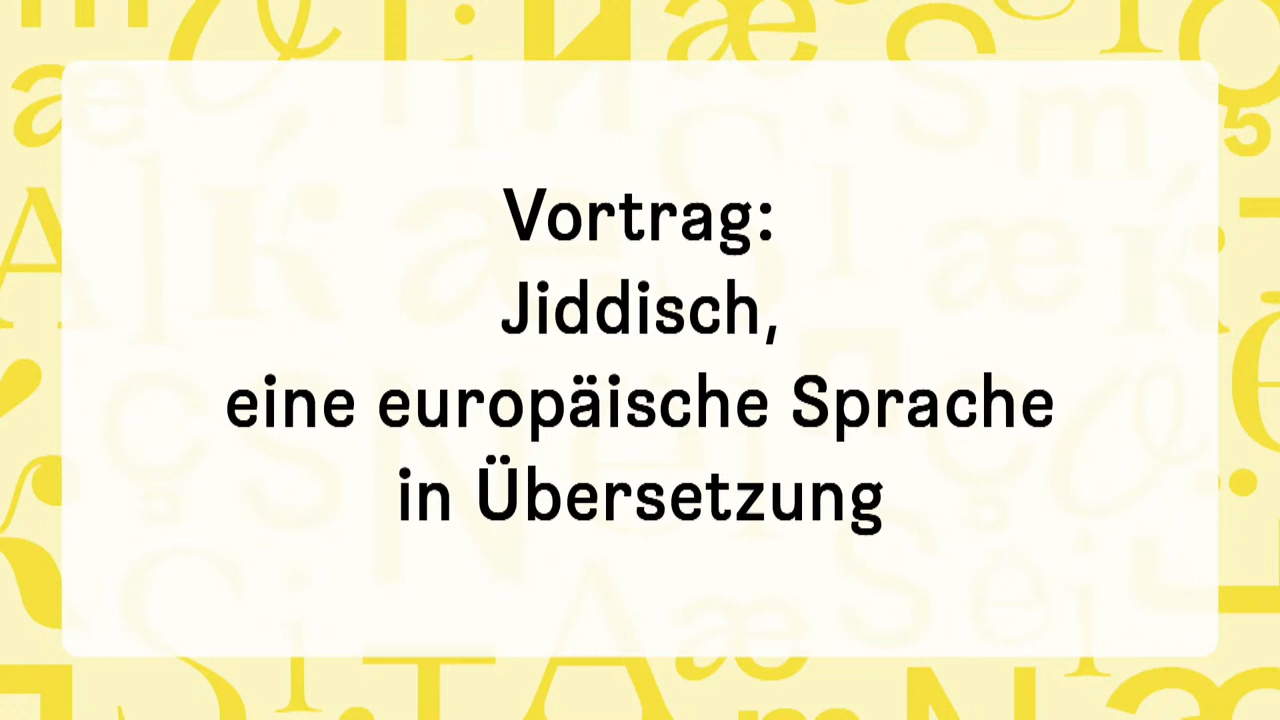 Vortrag:
Jiddisch,
eine europäische Sprache
in Übersetzung